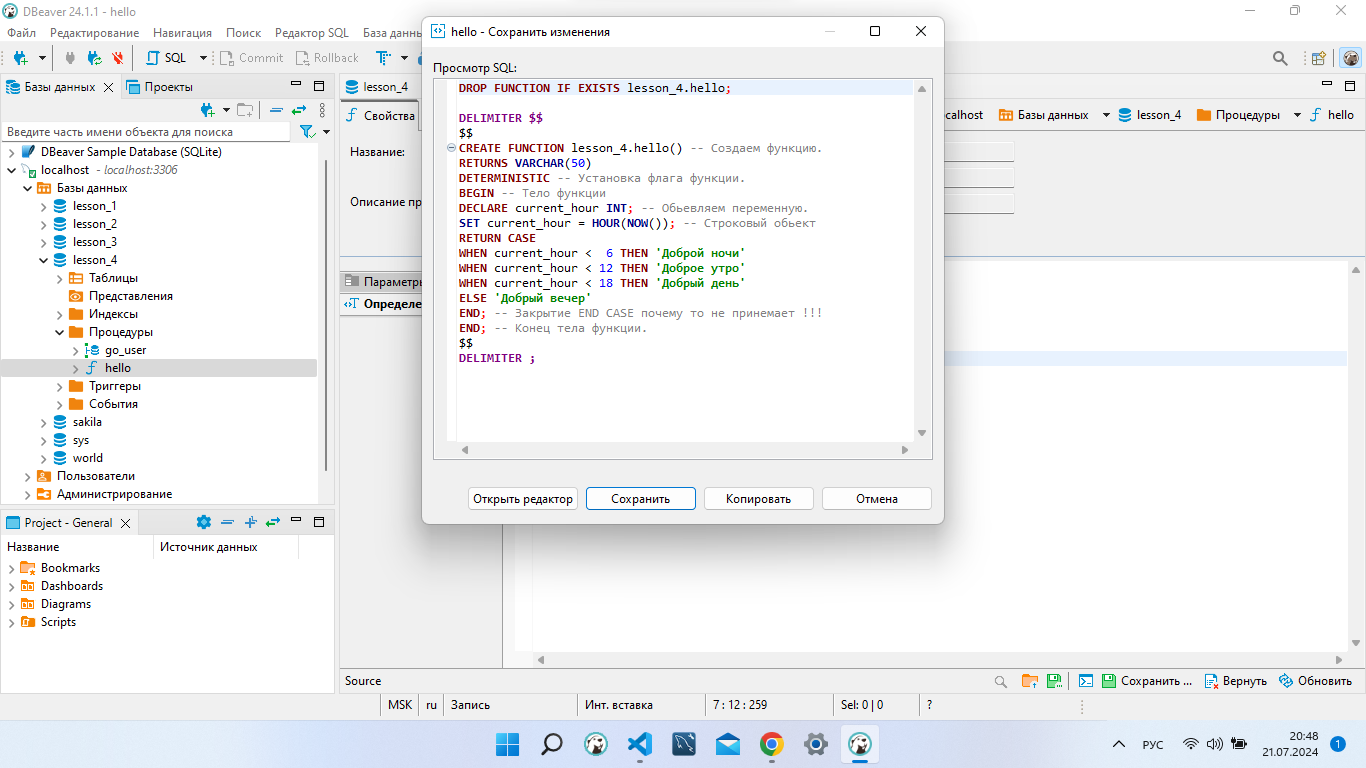 DBeaver 24.1.1 - hello
Файл Редактирование Навигация Поиск Редактор SQL База данны
SQL Commit Rollback
Базы данных Проекты
Введите часть имени объекта для поиска
DBeaver Sample Database (SQLite)
localhost - localhost:3306
Базы данных
lesson_1
lesson_2
lesson_3
lesson_4
Таблицы
Представления
Индексы
Процедуры
go_user
hello
Триггеры
События
sakila
sys
world
Пользователи
Администрирование
Project - General
Название Источник данных
Bookmarks
Dashboards
Diagrams
Scripts
lesson_4
Свойства
calhost Базы данных lesson_4 Процедуры hello
Название:
Описание пр
Параметры
Определе
hello - Сохранить изменения
Просмотр SQL:
DROP FUNCTION IF EXISTS lesson_4.hello;
DELIMITER $$
$$
CREATE FUNCTION lesson_4.hello() -- Создаем функцию.
RETURNS VARCHAR(50)
DETERMINISTIC -- Установка флага функции.
BEGIN -- Тело функции
DECLARE current_hour INT; -- Обьевляем переменную.
SET current_hour = HOUR(NOW()); -- Строковый обьект
RETURN CASE
WHEN current_hour <  6 THEN 'Доброй ночи'
WHEN current_hour < 12 THEN 'Доброе утро'
WHEN current_hour < 18 THEN 'Добрый день'
ELSE 'Добрый вечер'
END; -- Закрытие END CASE почему то не принемает !!!
END; -- Конец тела функции.
$$
DELIMITER ;
Открыть редактор Сохранить Копировать Отмена
Source Сохранить ... Вернуть Обновить
MSK ru Запись Инт. вставка 7 : 12 : 259 Sel: 0 | 0 ?
РУС 20:48 1
21.07.2024